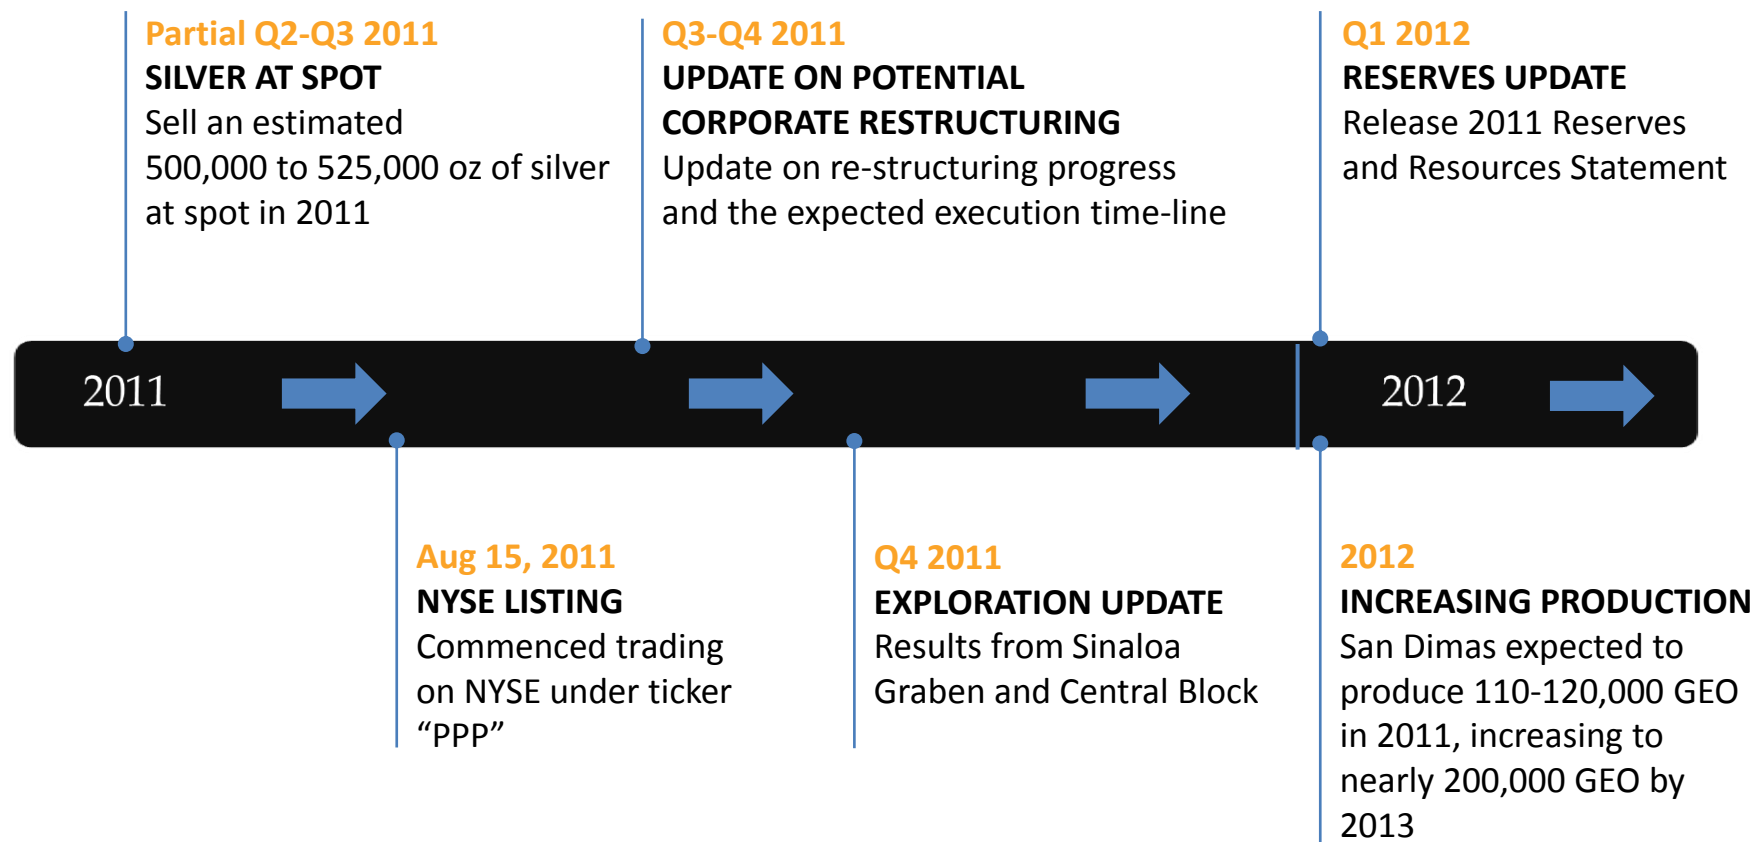 Partial Q2-Q3 2011
SILVER AT SPOT
Sell an estimated
500,000 to 525,000 oz of silver
at spot in 2011
Q3-Q4 2011
UPDATE ON POTENTIAL
CORPORATE RESTRUCTURING
Update on re-structuring progress
and the expected execution time-line
Q1 2012
RESERVES UPDATE
Release 2011 Reserves
and Resources Statement
2011
2012
Aug 15, 2011
NYSE LISTING
Commenced trading
on NYSE under ticker
“PPP”
Q4 2011
EXPLORATION UPDATE
Results from Sinaloa
Graben and Central Block
2012
INCREASING PRODUCTION
San Dimas expected to
produce 110-120,000 GEO
in 2011, increasing to
nearly 200,000 GEO by
2013